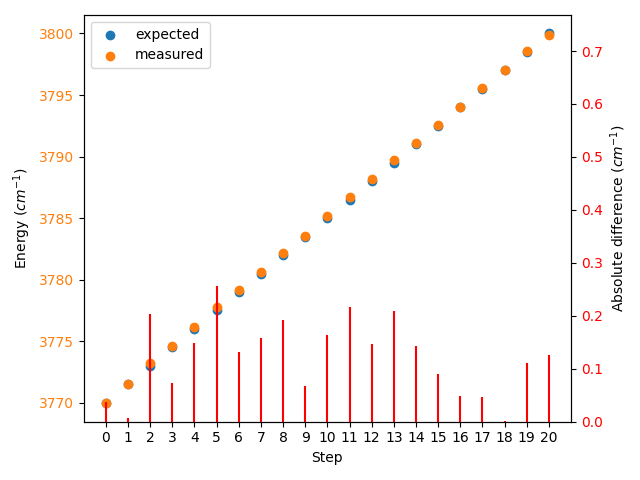 expected
measured
3800
3795
3790
3785
3780
3775
3770
Energy (cm⁻¹)
0.7
0.6
0.5
0.4
0.3
0.2
0.1
0.0
Absolute difference (cm⁻¹)
0 1 2 3 4 5 6 7 8 9 10 11 12 13 14 15 16 17 18 19 20
Step